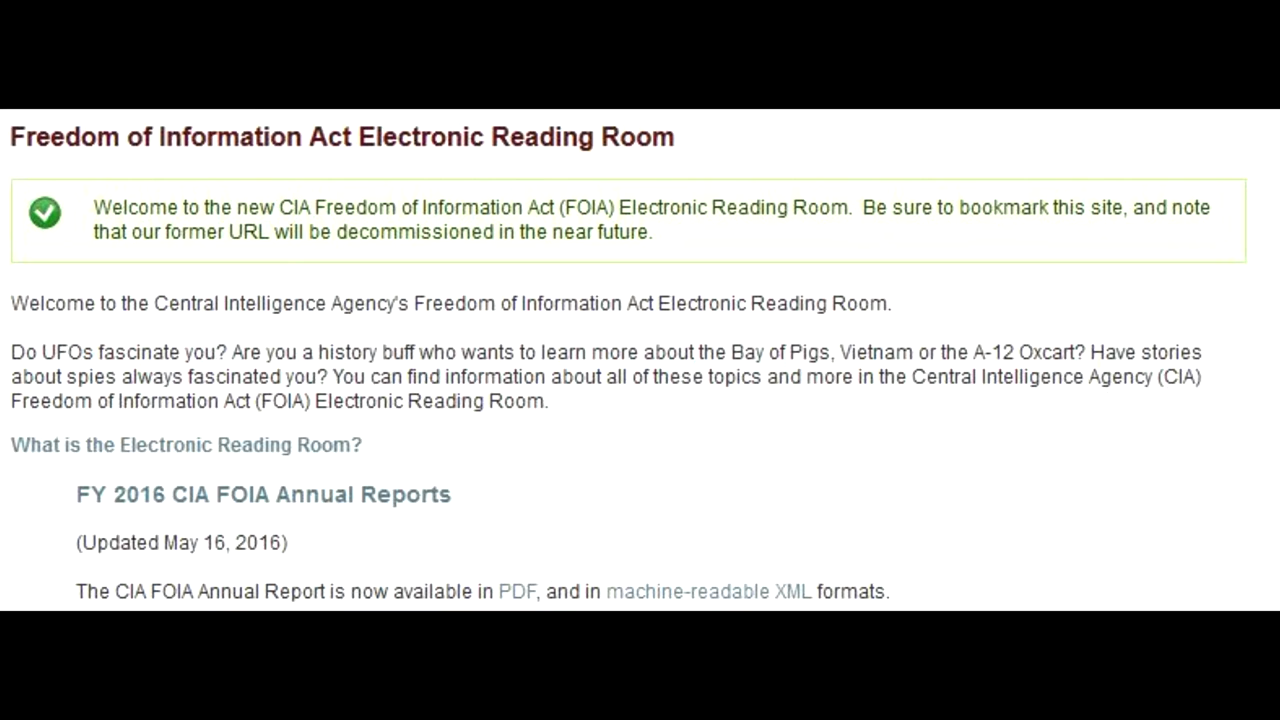 Freedom of Information Act Electronic Reading Room
Welcome to the new CIA Freedom of Information Act (FOIA) Electronic Reading Room.  Be sure to bookmark this site, and note
that our former URL will be decommissioned in the near future.
Welcome to the Central Intelligence Agency's Freedom of Information Act Electronic Reading Room.
Do UFOs fascinate you? Are you a history buff who wants to learn more about the Bay of Pigs, Vietnam or the A-12 Oxcart? Have stories
about spies always fascinated you? You can find information about all of these topics and more in the Central Intelligence Agency (CIA)
Freedom of Information Act (FOIA) Electronic Reading Room.
What is the Electronic Reading Room?
FY 2016 CIA FOIA Annual Reports
(Updated May 16, 2016)
The CIA FOIA Annual Report is now available in PDF, and in machine-readable XML formats.